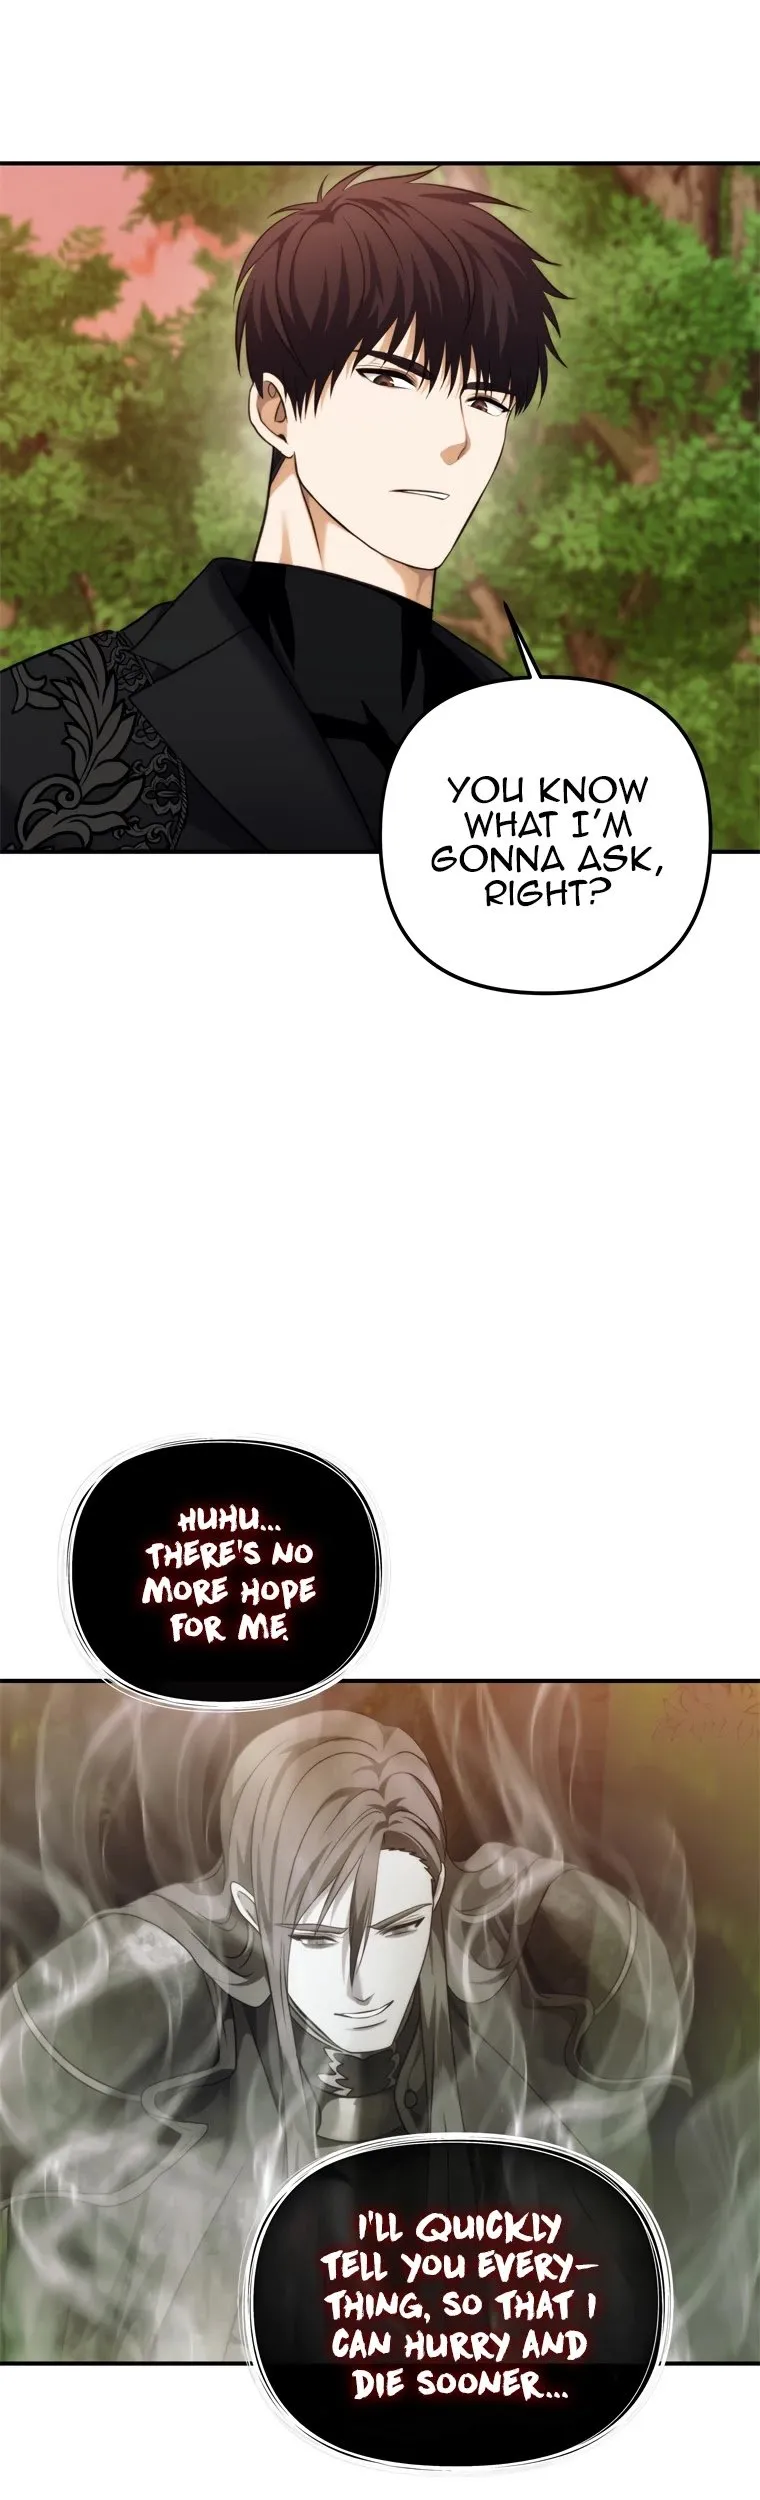 YOU KNOW
WHAT I'M
GONNA ASK,
RIGHT?
HUHU...
THERE'S NO
MORE HOPE
FOR ME.
I'LL QUICKLY
TELL YOU EVERY-
THING, SO THAT I
CAN HURRY AND
DIE SOONER...